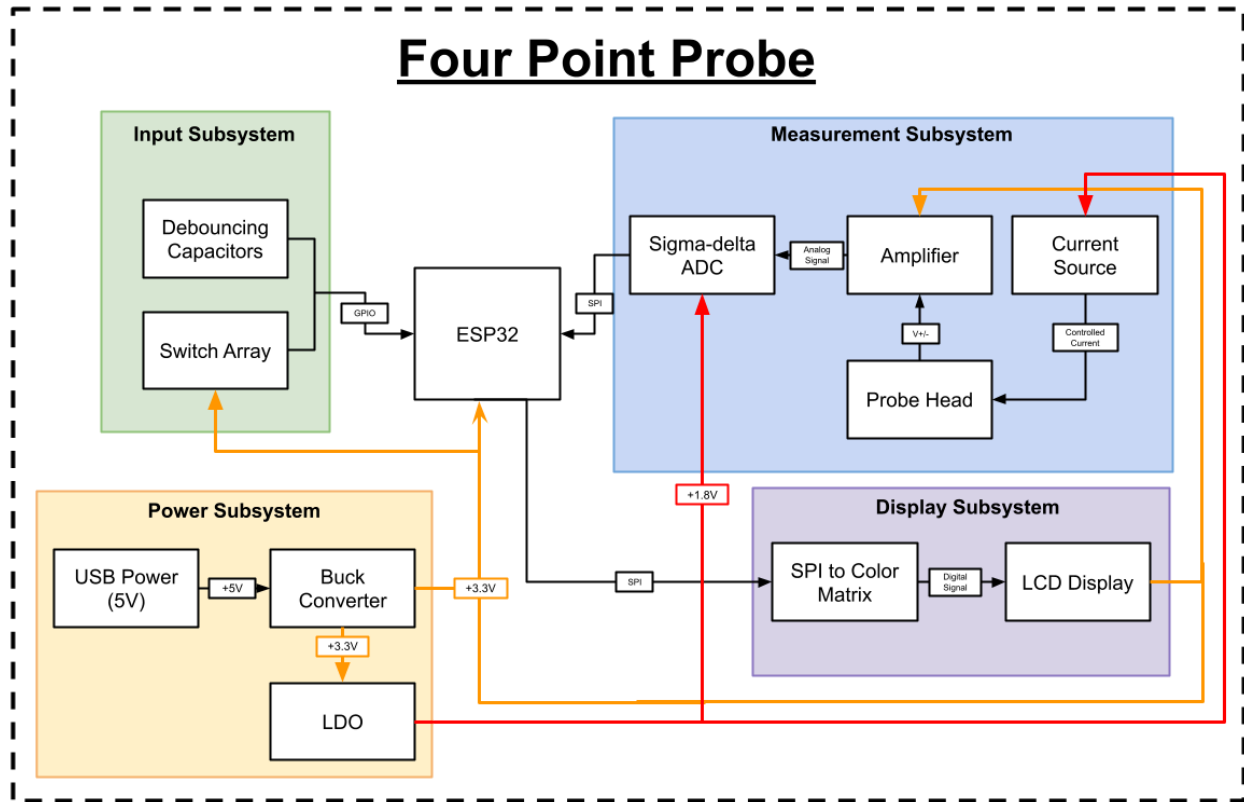 Four Point Probe
Input Subsystem
Debouncing
Capacitors
Switch Array
GPIO
ESP32
SPI
Measurement Subsystem
Sigma-delta
ADC
Analog
Signal
Amplifier
Current
Source
V+/-
Controlled
Current
Probe Head
+1.8V
Power Subsystem
USB Power
(5V)
+5V
Buck
Converter
+3.3V
+3.3V
LDO
SPI
Display Subsystem
SPI to Color
Matrix
Digital
Signal
LCD Display